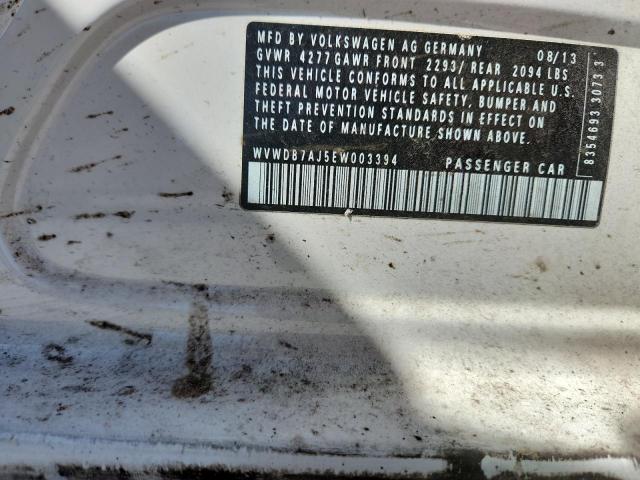 MFD BY VOLKSWAGEN AG GERMANY 08/13
GVWR 4277 GAWR FRONT 2293/ REAR 2094 LBS
THIS VEHICLE CONFORMS TO ALL APPLICABLE U.S.
FEDERAL MOTOR VEHICLE SAFETY, BUMPER AND
THEFT PREVENTION STANDARDS IN EFFECT ON
THE DATE OF MANUFACTURE SHOWN ABOVE.
WVWDB7AJ5EW003394 PASSENGER CAR
8354693 3073 3